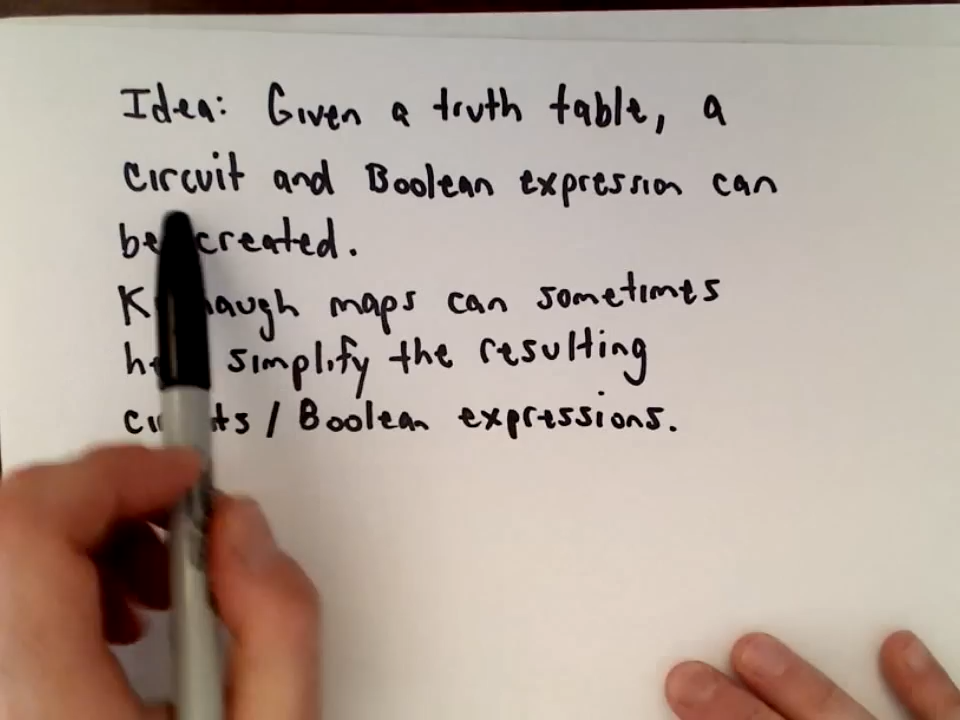 Idea: Given a truth table, a
circuit and Boolean expression can
be created.
maps can sometimes
simplify the resulting
/ Boolean expressions.